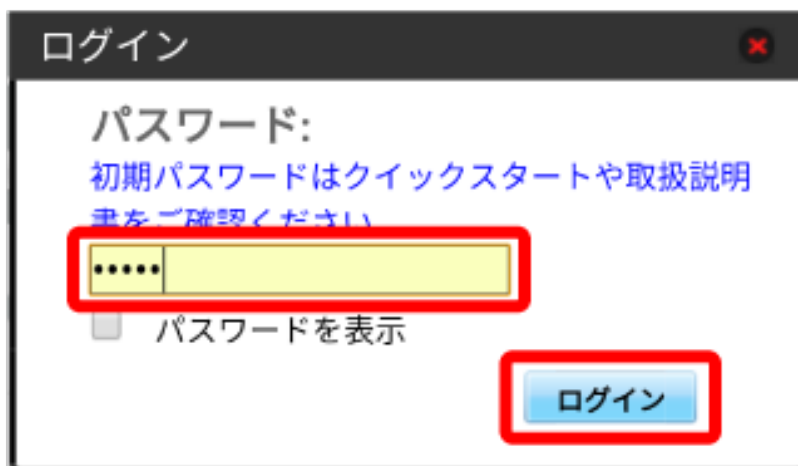 ログイン
パスワード:
初期パスワードはクイックスタートや取扱説明
書をご確認ください
•••••
パスワードを表示
ログイン